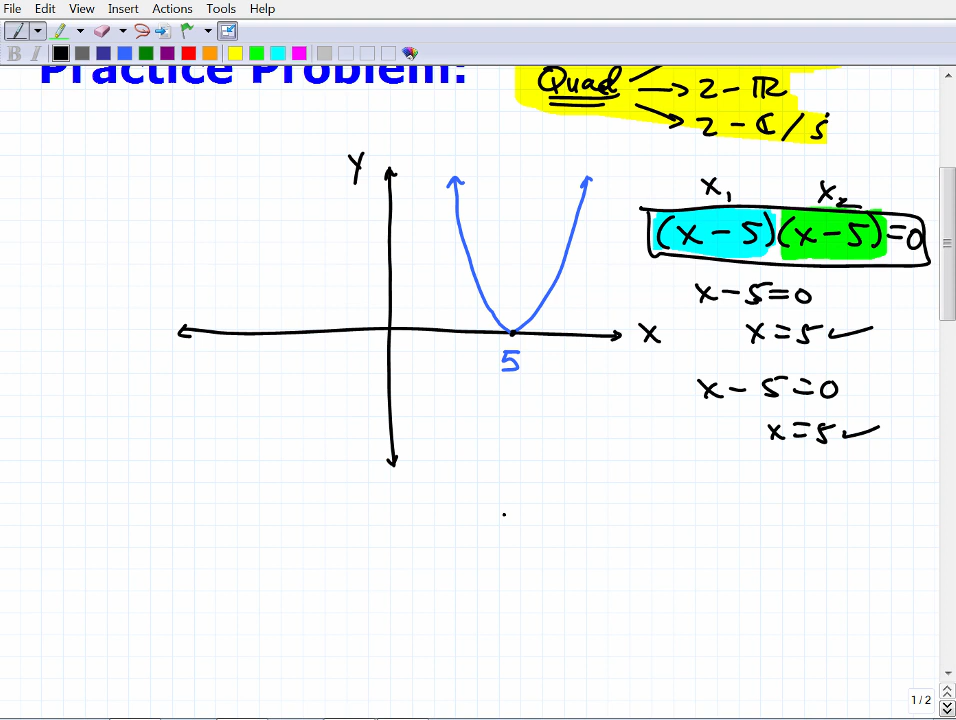 File Edit View Insert Actions Tools Help
B I
Practice Problem:
Quad
2 - ℝ
2 - ℂ / i
Y
x₁ x₂
(x - 5)(x - 5) = 0
x - 5 = 0
X
x = 5 ✓
5
x - 5 = 0
x = 5 ✓
1 / 2